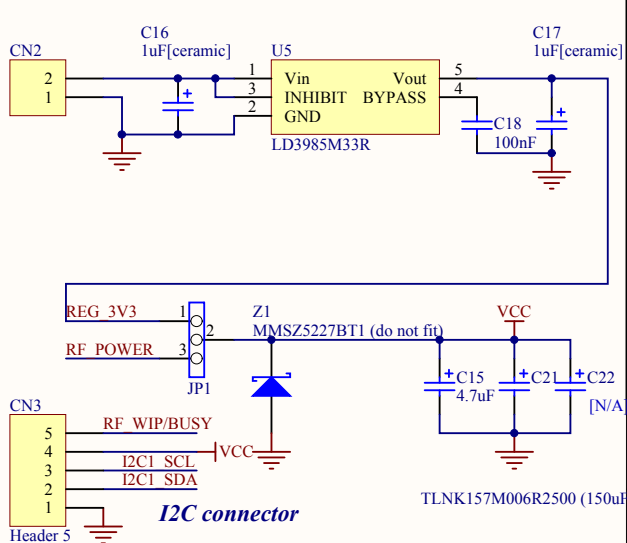 C16
1uF[ceramic]
C17
1uF[ceramic]
CN2
2
1
U5
1
3
2
Vin
INHIBIT
GND
Vout
BYPASS
5
4
LD3985M33R
C18
100nF
REG_3V3
RF_POWER
1
2
3
JP1
Z1
MMSZ5227BT1 (do not fit)
VCC
C15
4.7uF
C21
C22
[N/A]
TLNK157M006R2500 (150uF
CN3
5
4
3
2
1
RF_WIP/BUSY
VCC
I2C1_SCL
I2C1_SDA
I2C connector
Header 5